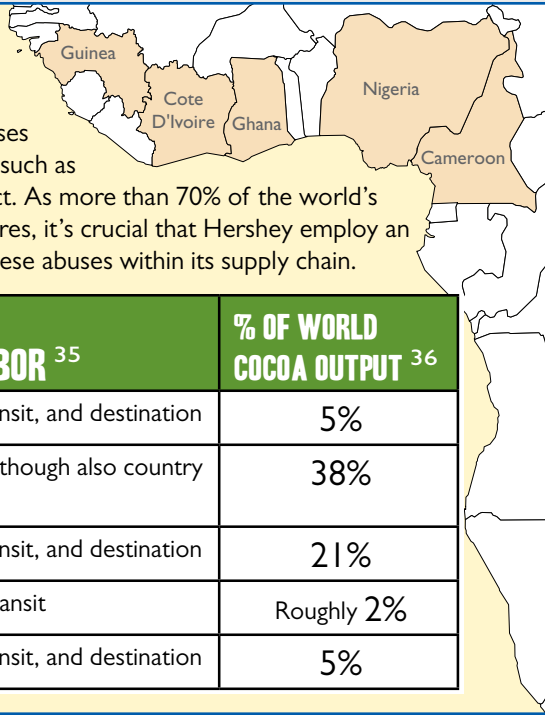 Guinea
Cote
D'Ivoire
Ghana
Nigeria
Cameroon
ses
such as
ct. As more than 70% of the world's
res, it's crucial that Hershey employ an
ese abuses within its supply chain.
BOR 35
% OF WORLD
COCOA OUTPUT 36
nsit, and destination
5%
though also country
38%
nsit, and destination
21%
ansit
Roughly 2%
nsit, and destination
5%